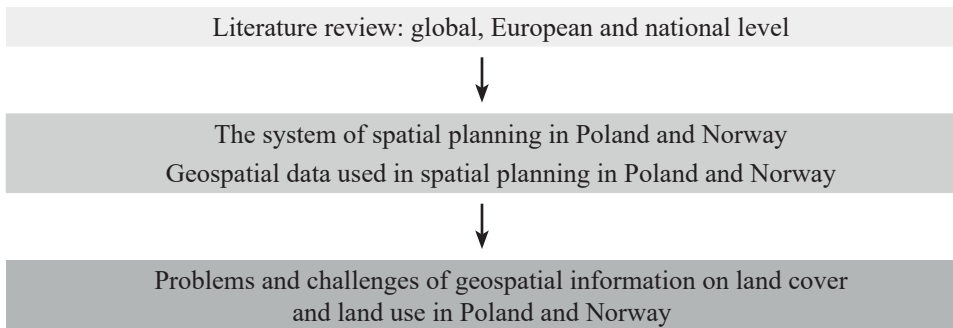 Literature review: global, European and national level
The system of spatial planning in Poland and Norway
Geospatial data used in spatial planning in Poland and Norway
Problems and challenges of geospatial information on land cover
and land use in Poland and Norway